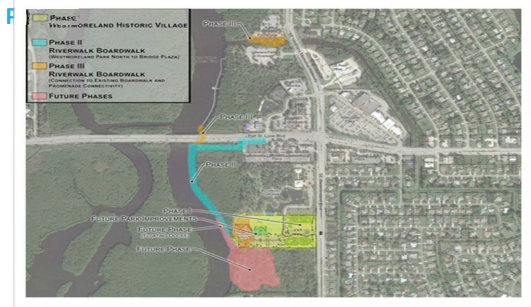 PHASE
WESTMORELAND HISTORIC VILLAGE
PHASE II
RIVERWALK BOARDWALK
(WESTMORELAND PARK NORTH TO BRIDGE PLAZA)
PHASE III
RIVERWALK BOARDWALK
(CONNECTION TO EXISTING BOARDWALK AND
PROMENADE CONNECTIVITY)
FUTURE PHASES
PHASE III
PHASE III
PHASE II
PHASE I
FUTURE PARK IMPROVEMENTS
FUTURE PHASE
FUTURE PHASE